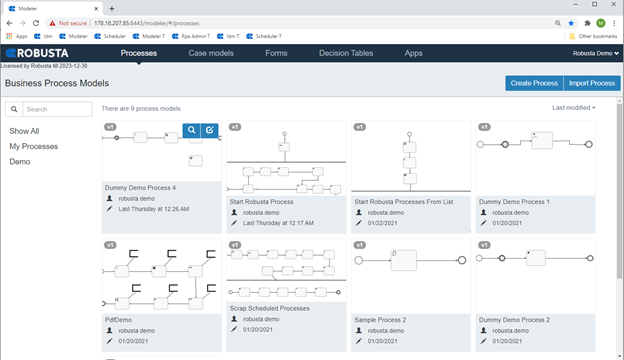 Modeler
Not secure 178.18.207.85:8443/modeler/#/processes
Apps Idm Modeler Scheduler Modeler T Rpa Admin T Idm T Scheduler T Other bookmarks
ROBUSTA Processes Case models Forms Decision Tables Apps Robusta Demo
Licensed by Robusta till 2023-12-30
Business Process Models Create Process Import Process
Search There are 9 process models Last modified
Show All
My Processes
Demo
v1 v1 v1 v1
Dummy Demo Process 4 Start Robusta Process Start Robusta Processes From List Dummy Demo Process 1
robusta.demo robusta.demo robusta.demo robusta.demo
Last Thursday at 12:26 AM Last Thursday at 12:17 AM 01/22/2021 01/20/2021
v1 v1 v1 v1
PdfDemo Scrap Scheduled Processes Sample Process 2 Dummy Demo Process 2
robusta.demo robusta.demo robusta.demo robusta.demo
01/20/2021 01/20/2021 01/20/2021 01/20/2021